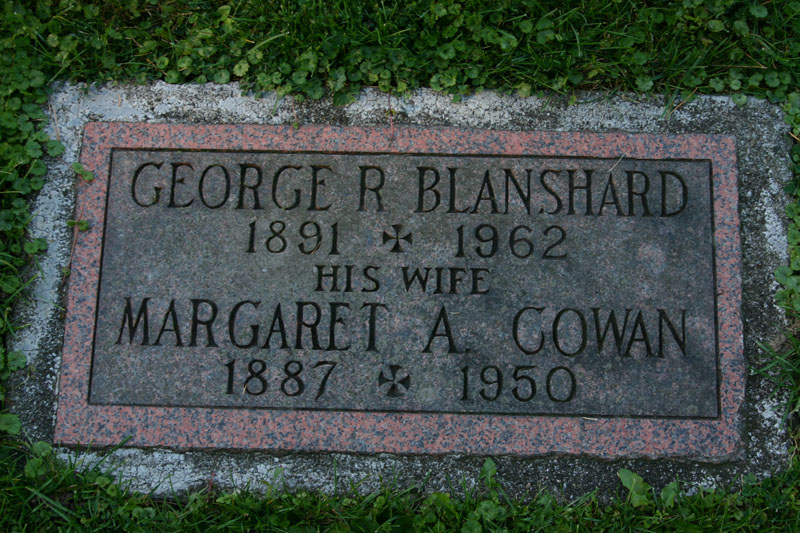 GEORGE R BLANSHARD
1891 ✠ 1962
HIS WIFE
MARGARET A. COWAN
1887 ✠ 1950